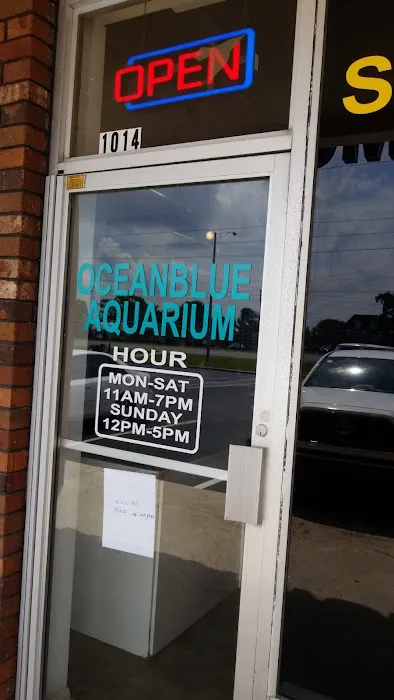 OPEN
1014
S
OCEANBLUE
AQUARIUM
HOUR
MON-SAT
11AM-7PM
SUNDAY
12PM-5PM